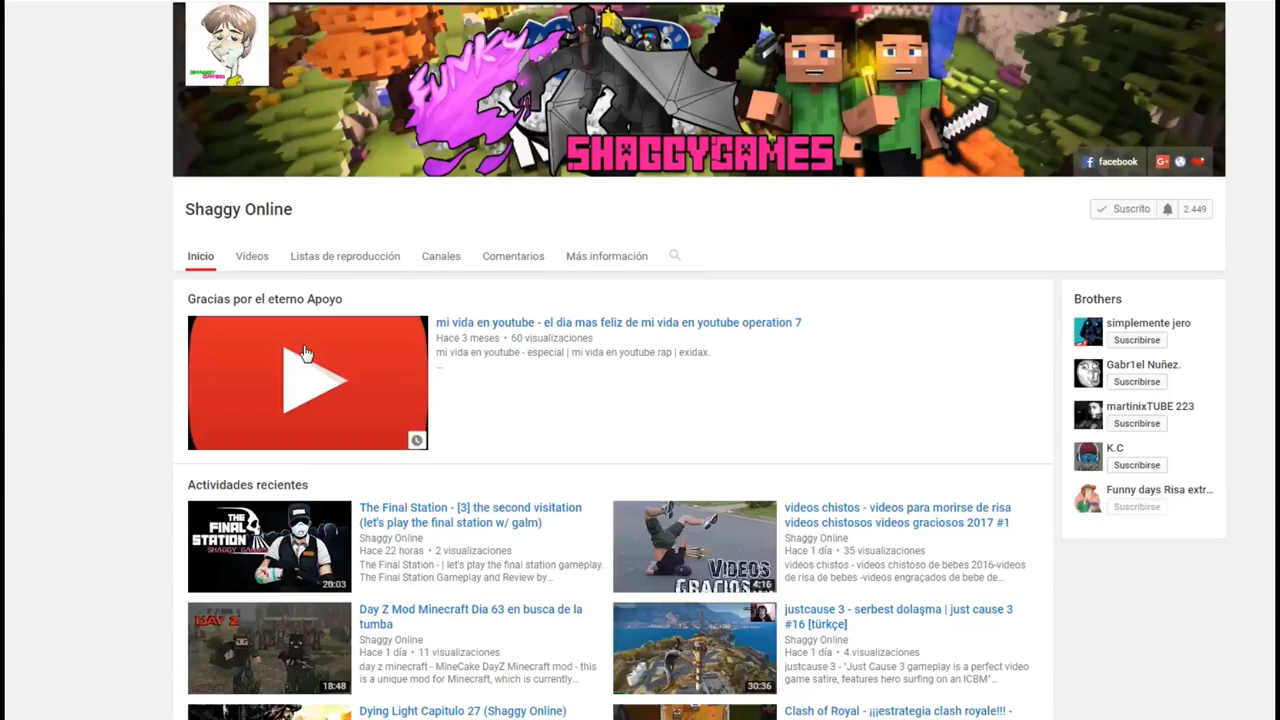 SHAGGY
GAMES
SHAGGYGAMES
facebook
Shaggy Online
Suscrito 2.449
Inicio Vídeos Listas de reproducción Canales Comentarios Más información
Gracias por el eterno Apoyo
mi vida en youtube - el dia mas feliz de mi vida en youtube operation 7
Hace 3 meses • 60 visualizaciones
mi vida en youtube - especial | mi vida en youtube rap | exidax.
...
Brothers
simplemente jero
Suscribirse
Gabr1el Nuñez.
Suscribirse
martinixTUBE 223
Suscribirse
K.C
Suscribirse
Funny days Risa extr...
Suscribirse
Actividades recientes
THE
FINAL
STATION
SHAGGY GAMES
20:03
The Final Station - [3] the second visitation
(let's play the final station w/ galm)
Shaggy Online
Hace 22 horas • 2 visualizaciones
The Final Station - | let's play the final station gameplay.
The Final Station Gameplay and Review by...
VIDEOS
GRACIOS
4:16
videos chistos - videos para morirse de risa
videos chistosos videos graciosos 2017 #1
Shaggy Online
Hace 1 día • 35 visualizaciones
videos chistos - videos chistosos de bebes 2016-videos
de risa de bebes -videos engraçados de bebe de...
DAY Z
18:48
Day Z Mod Minecraft Dia 63 en busca de la
tumba
Shaggy Online
Hace 1 día • 11 visualizaciones
day z minecraft - MineCake DayZ Minecraft mod - this
is a unique mod for Minecraft, which is currently...
30:36
justcause 3 - serbest dolaşma | just cause 3
#16 [türkçe]
Shaggy Online
Hace 1 día • 4 visualizaciones
justcause 3 - "Just Cause 3 gameplay is a perfect video
game satire, features hero surfing on an ICBM"...
Dying Light Capitulo 27 (Shaggy Online)
Clash of Royal - ¡¡¡estrategia clash royale!!! -